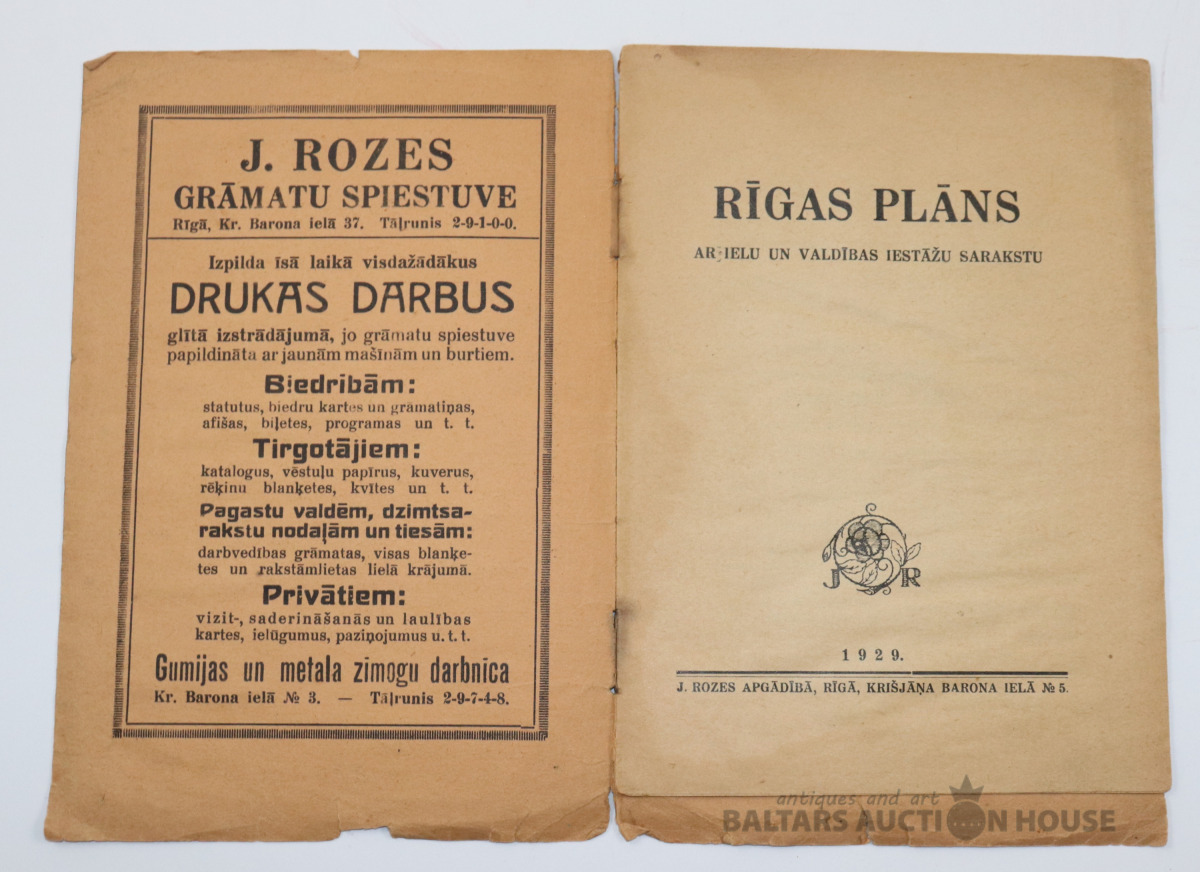 J. ROZES
GRĀMATU SPIESTUVE
Rīgā, Kr. Barona ielā 37. Tāļrunis 2-9-1-0-0.
Izpilda īsā laikā visdažādākus
DRUKAS DARBUS
glītā izstrādājumā, jo grāmatu spiestuve
papildināta ar jaunām mašīnām un burtiem.
Biedribām:
statutus, biedru kartes un grāmatiņas,
afišas, biļetes, programas un t. t.
Tirgotājiem:
katalogus, vēstuļu papīrus, kuverus,
rēķinu blanķetes, kvītes un t. t.
Pagastu valdēm, dzimtsa-
rakstu nodaļām un tiesām:
darbvedības grāmatas, visas blanķe-
tes un rakstāmlietas lielā krājumā.
Privātiem:
vizit-, saderināšanās un laulības
kartes, ielūgumus, paziņojumus u. t. t.
Gumijas un metala zīmogu darbnīca
Kr. Barona ielā № 3. — Tāļrunis 2-9-7-4-8.
RĪGAS PLĀNS
AR IELU UN VALDĪBAS IESTĀŽU SARAKSTU
J R
1929.
J. ROZES APGĀDĪBĀ, RĪGĀ, KRIŠJĀŅA BARONA IELĀ № 5.
antiques and art
BALTARS AUCTION HOUSE